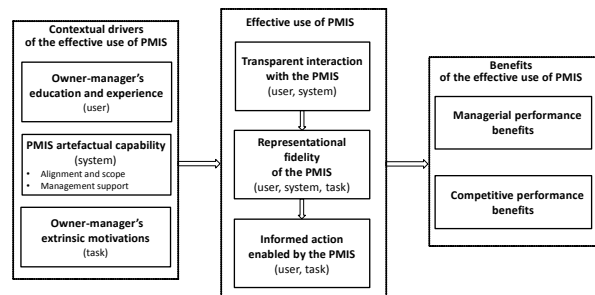 Contextual drivers
of the effective use of PMIS
Owner-manager's
education and experience
(user)
PMIS artefactual capability
(system)
• Alignment and scope
• Management support
Owner-manager's
extrinsic motivations
(task)
Effective use of PMIS
Transparent interaction
with the PMIS
(user, system)
Representational
fidelity
of the PMIS
(user, system, task)
Informed action
enabled by the PMIS
(user, task)
Benefits
of the effective use of PMIS
Managerial performance
benefits
Competitive performance
benefits